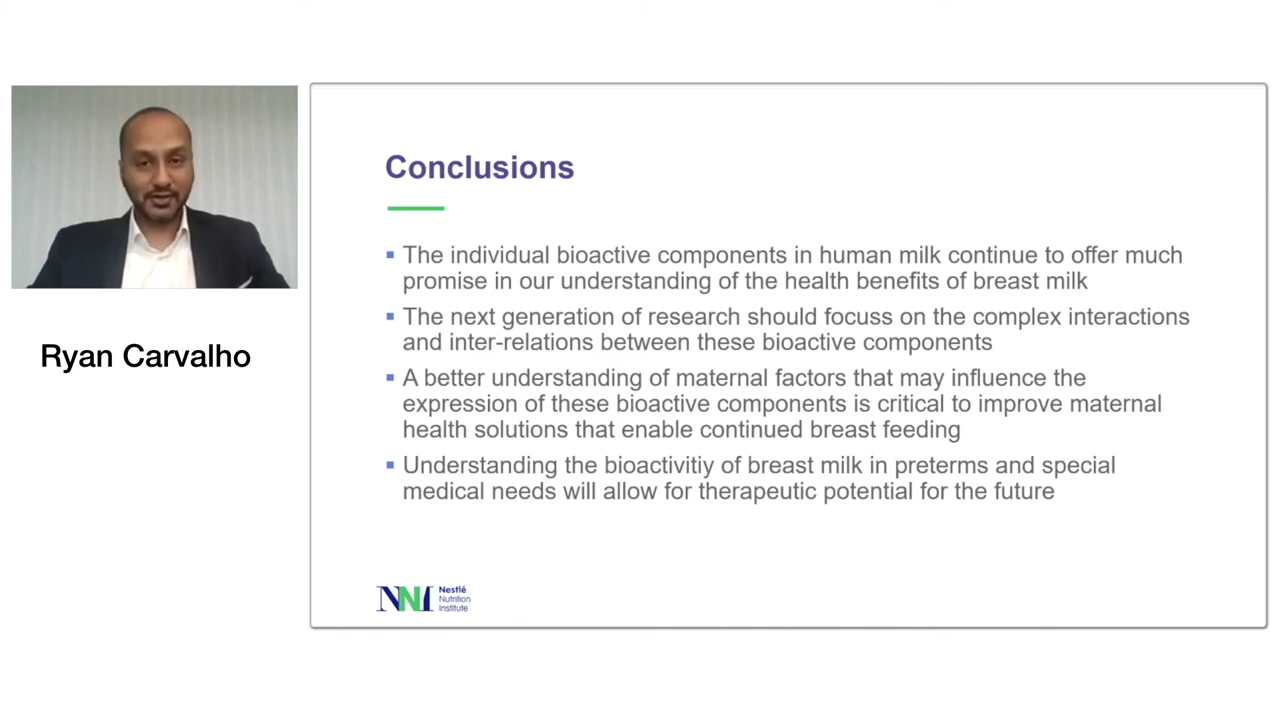 Ryan Carvalho
Conclusions
The individual bioactive components in human milk continue to offer much
promise in our understanding of the health benefits of breast milk
The next generation of research should focuss on the complex interactions
and inter-relations between these bioactive components
A better understanding of maternal factors that may influence the
expression of these bioactive components is critical to improve maternal
health solutions that enable continued breast feeding
Understanding the bioactivitiy of breast milk in preterms and special
medical needs will allow for therapeutic potential for the future
NNI
Nestlé
Nutrition
Institute